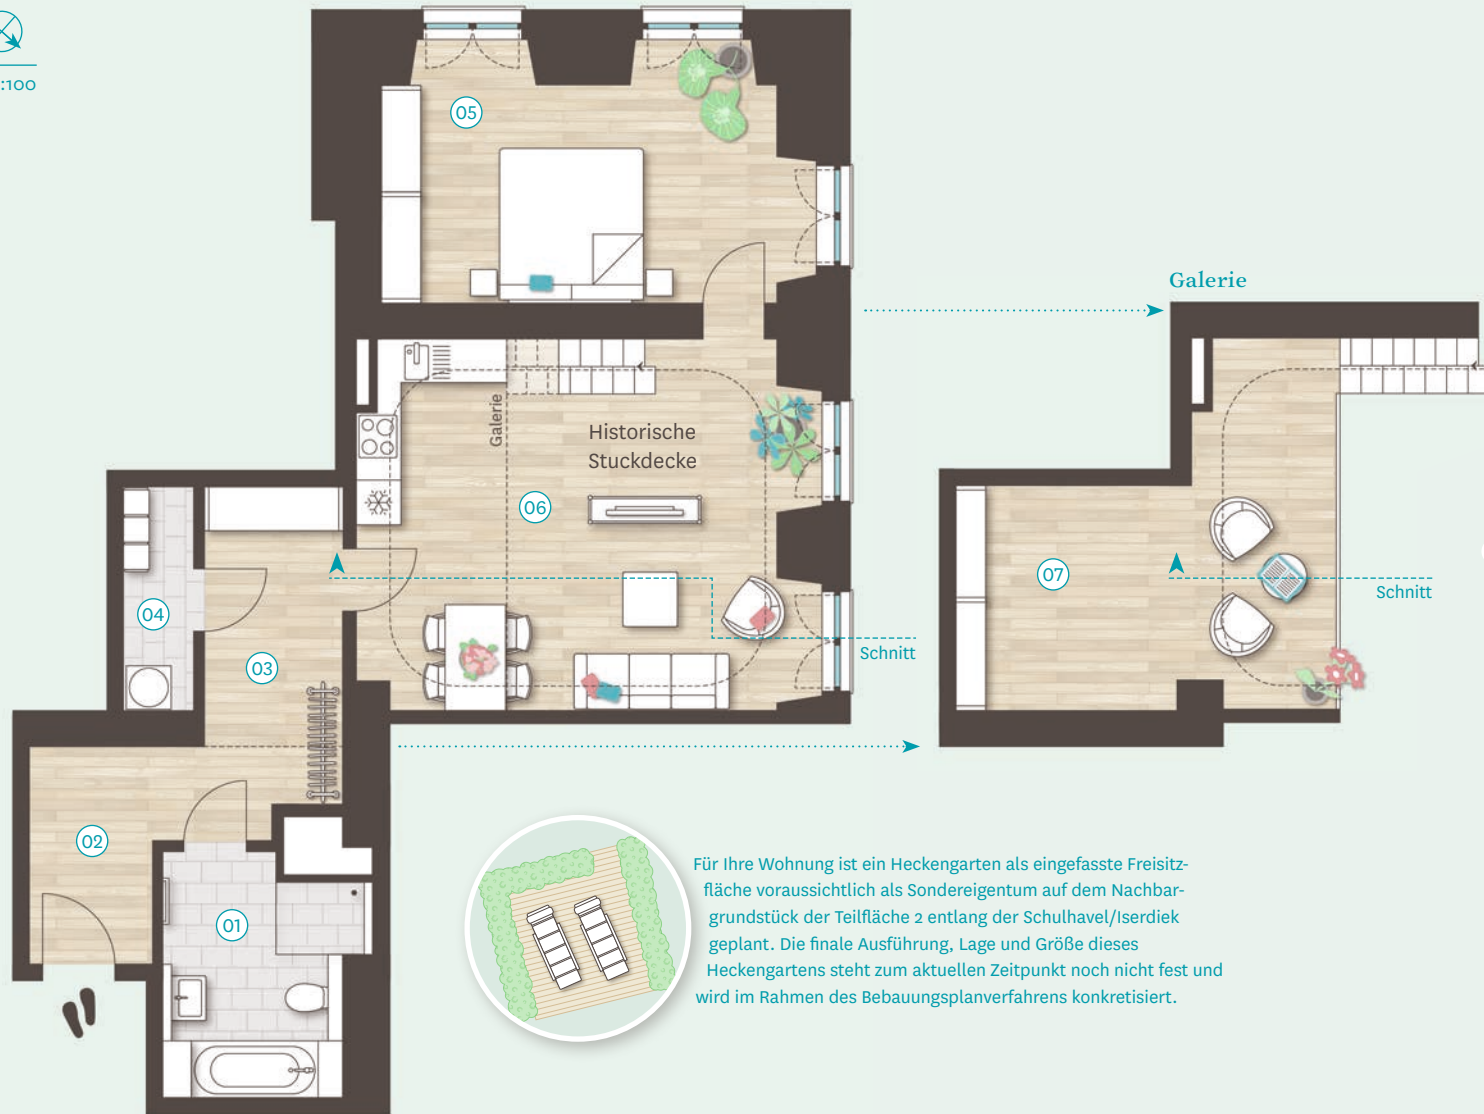 :100
05
Galerie
Galerie
Historische
Stuckdecke
06
Schnitt
07
Schnitt
04
03
02
01
Für Ihre Wohnung ist ein Heckengarten als eingefasste Freisitz-
fläche voraussichtlich als Sondereigentum auf dem Nachbar-
grundstück der Teilfläche 2 entlang der Schulhavel/Iserdiek
geplant. Die finale Ausführung, Lage und Größe dieses
Heckengartens steht zum aktuellen Zeitpunkt noch nicht fest und
wird im Rahmen des Bebauungsplanverfahrens konkretisiert.